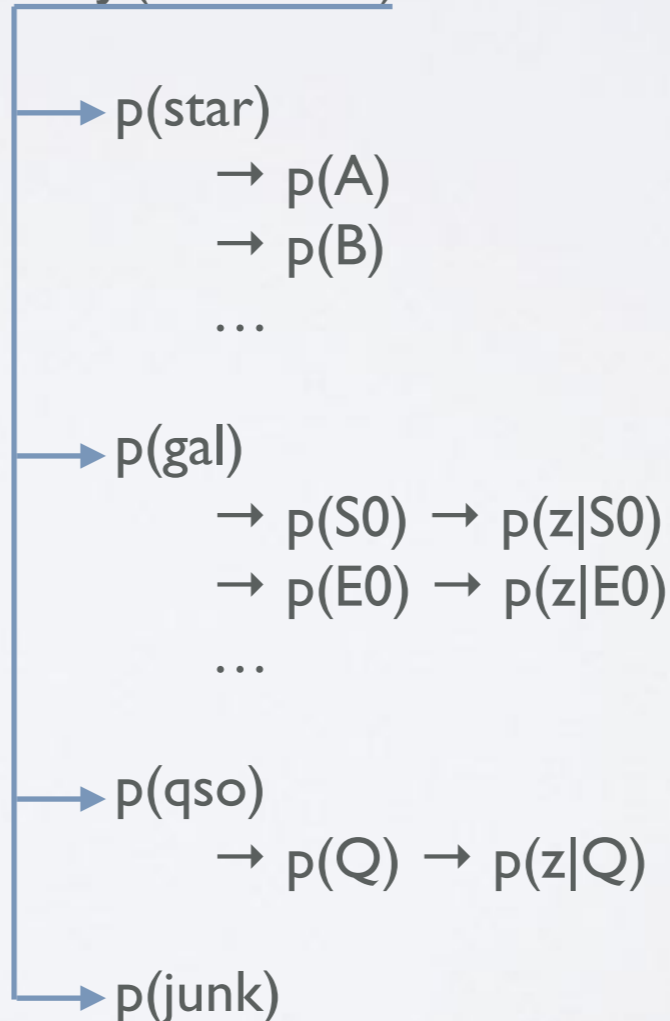 p(star)
→ p(A)
→ p(B)
…
p(gal)
→ p(S0) → p(z|S0)
→ p(E0) → p(z|E0)
…
p(qso)
→ p(Q) → p(z|Q)
p(junk)